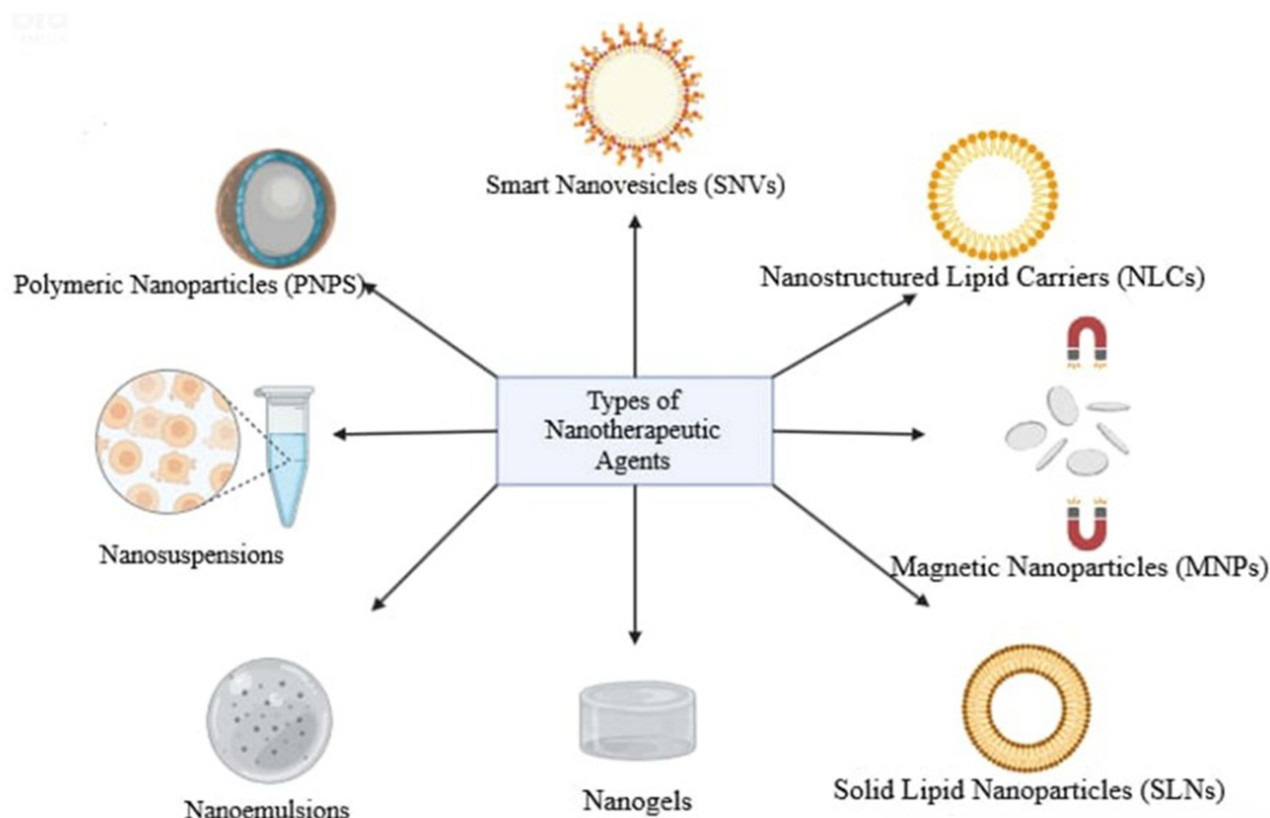 Smart Nanovesicles (SNVs)
Polymeric Nanoparticles (PNPS)
Nanostructured Lipid Carriers (NLCs)
Types of
Nanotherapeutic
Agents
Nanosuspensions
Magnetic Nanoparticles (MNPs)
Nanoemulsions
Nanogels
Solid Lipid Nanoparticles (SLNs)